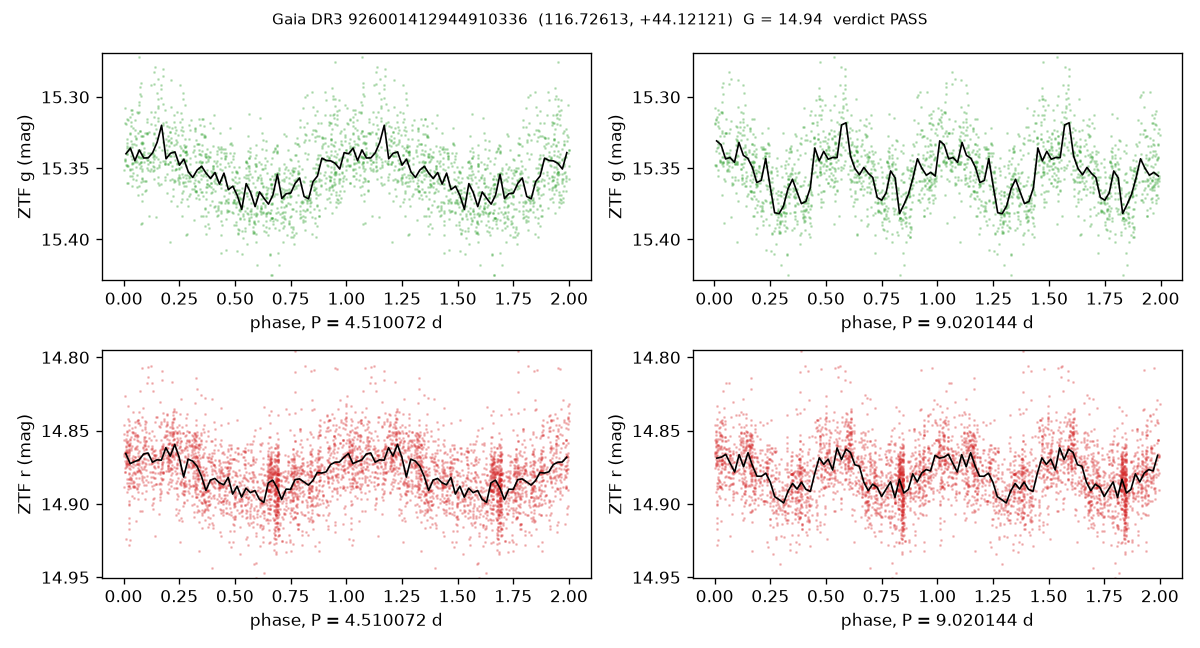 Gaia DR3 926001412944910336 (116.72613, +44.12121) G = 14.94 verdict PASS
ZTF g (mag)
15.30
15.35
15.40
0.00 0.25 0.50 0.75 1.00 1.25 1.50 1.75 2.00
phase, P = 4.510072 d
ZTF g (mag)
15.30
15.35
15.40
0.00 0.25 0.50 0.75 1.00 1.25 1.50 1.75 2.00
phase, P = 9.020144 d
ZTF r (mag)
14.80
14.85
14.90
14.95
0.00 0.25 0.50 0.75 1.00 1.25 1.50 1.75 2.00
phase, P = 4.510072 d
ZTF r (mag)
14.80
14.85
14.90
14.95
0.00 0.25 0.50 0.75 1.00 1.25 1.50 1.75 2.00
phase, P = 9.020144 d